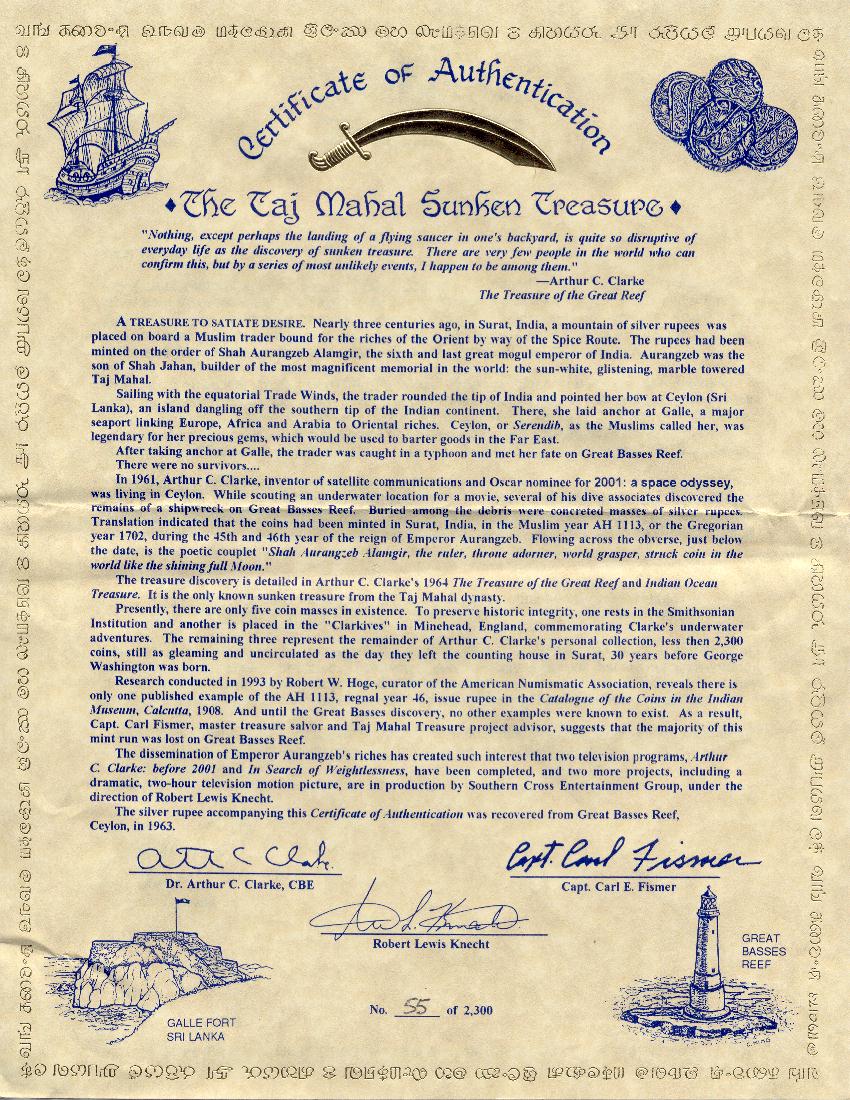 Certificate of Authentication
The Taj Mahal Sunken Treasure
"Nothing, except perhaps the landing of a flying saucer in one's backyard, is quite so disruptive of
everyday life as the discovery of sunken treasure. There are very few people in the world who can
confirm this, but by a series of most unlikely events, I happen to be among them."
—Arthur C. Clarke
The Treasure of the Great Reef
A TREASURE TO SATIATE DESIRE. Nearly three centuries ago, in Surat, India, a mountain of silver rupees was
placed on board a Muslim trader bound for the riches of the Orient by way of the Spice Route. The rupees had been
minted on the order of Shah Aurangzeb Alamgir, the sixth and last great mogul emperor of India. Aurangzeb was the
son of Shah Jahan, builder of the most magnificent memorial in the world: the sun-white, glistening, marble towered
Taj Mahal.
Sailing with the equatorial Trade Winds, the trader rounded the tip of India and pointed her bow at Ceylon (Sri
Lanka), an island dangling off the southern tip of the Indian continent. There, she laid anchor at Galle, a major
seaport linking Europe, Africa and Arabia to Oriental riches. Ceylon, or Serendib, as the Muslims called her, was
legendary for her precious gems, which would be used to barter goods in the Far East.
After taking anchor at Galle, the trader was caught in a typhoon and met her fate on Great Basses Reef.
There were no survivors....
In 1961, Arthur C. Clarke, inventor of satellite communications and Oscar nominee for 2001: a space odyssey,
was living in Ceylon. While scouting an underwater location for a movie, several of his dive associates discovered the
remains of a shipwreck on Great Basses Reef. Buried among the debris were concreted masses of silver rupees.
Translation indicated that the coins had been minted in Surat, India, in the Muslim year AH 1113, or the Gregorian
year 1702, during the 45th and 46th year of the reign of Emperor Aurangzeb. Flowing across the obverse, just below
the date, is the poetic couplet "Shah Aurangzeb Alamgir, the ruler, throne adorner, world grasper, struck coin in the
world like the shining full Moon."
The treasure discovery is detailed in Arthur C. Clarke's 1964 The Treasure of the Great Reef and Indian Ocean
Treasure. It is the only known sunken treasure from the Taj Mahal dynasty.
Presently, there are only five coin masses in existence. To preserve historic integrity, one rests in the Smithsonian
Institution and another is placed in the "Clarkives" in Minehead, England, commemorating Clarke's underwater
adventures. The remaining three represent the remainder of Arthur C. Clarke's personal collection, less then 2,300
coins, still as gleaming and uncirculated as the day they left the counting house in Surat, 30 years before George
Washington was born.
Research conducted in 1993 by Robert W. Hoge, curator of the American Numismatic Association, reveals there is
only one published example of the AH 1113, regnal year 46, issue rupee in the Catalogue of the Coins in the Indian
Museum, Calcutta, 1908. And until the Great Basses discovery, no other examples were known to exist. As a result,
Capt. Carl Fismer, master treasure salvor and Taj Mahal Treasure project advisor, suggests that the majority of this
mint run was lost on Great Basses Reef.
The dissemination of Emperor Aurangzeb's riches has created such interest that two television programs, Arthur
C. Clarke: before 2001 and In Search of Weightlessness, have been completed, and two more projects, including a
dramatic, two-hour television motion picture, are in production by Southern Cross Entertainment Group, under the
direction of Robert Lewis Knecht.
The silver rupee accompanying this Certificate of Authentication was recovered from Great Basses Reef,
Ceylon, in 1963.
Capt. Carl Fismer
Dr. Arthur C. Clarke, CBE
Capt. Carl E. Fismer
Robert Lewis Knecht
GREAT
BASSES
REEF
No. 55 of 2,300
GALLE FORT
SRI LANKA